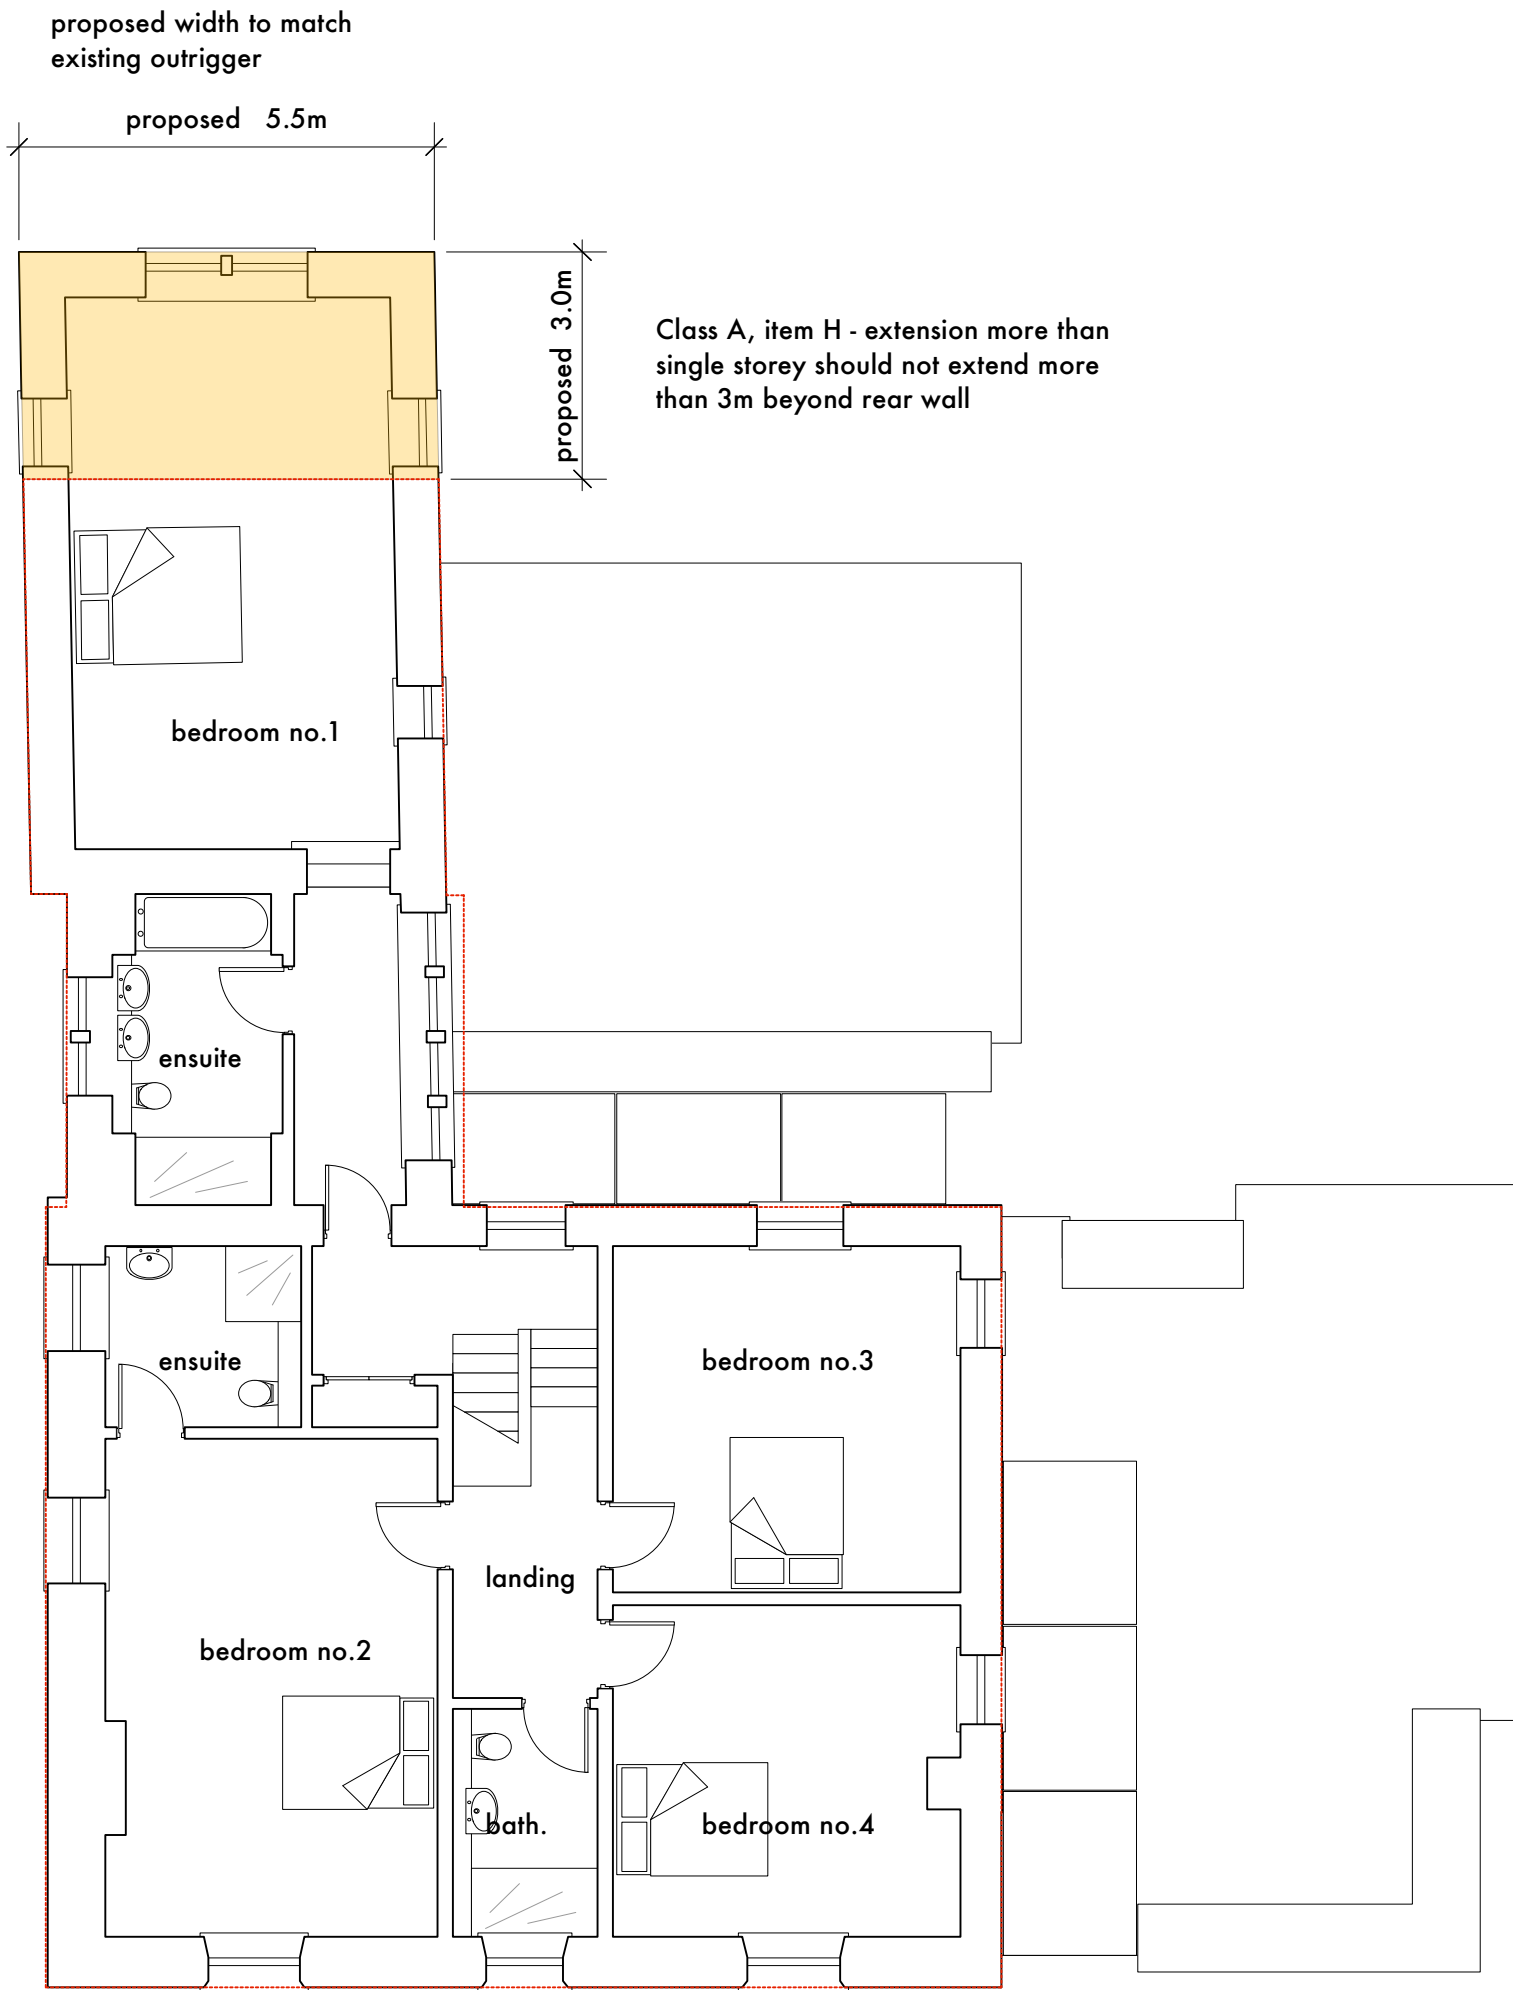 proposed width to match
existing outrigger
proposed 5.5m
proposed 3.0m
Class A, item H - extension more than
single storey should not extend more
than 3m beyond rear wall
bedroom no.1
ensuite
ensuite
bedroom no.3
landing
bedroom no.2
bath.
bedroom no.4